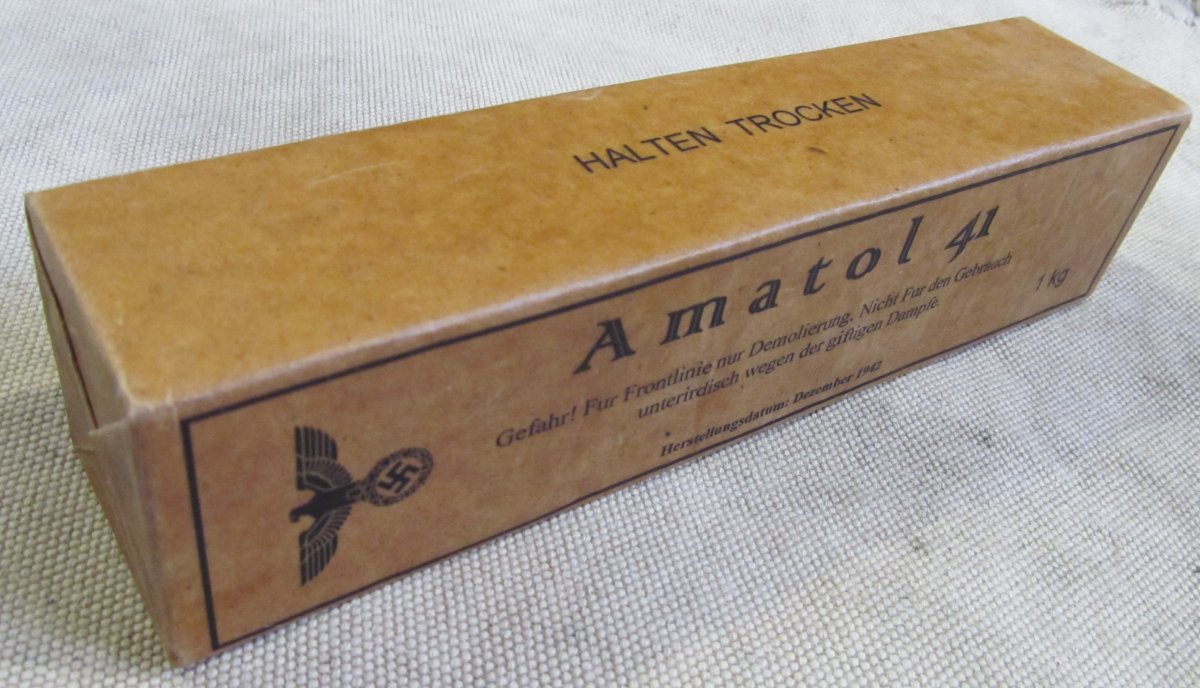 HALTEN TROCKEN
Amatol 41
Gefahr! Fur Frontlinie nur Demolierung. Nicht Fur den Gebrauch
unterirdisch wegen der giftigen Dampfe.
1 kg
Herstellungsdatum: Dezember 1942